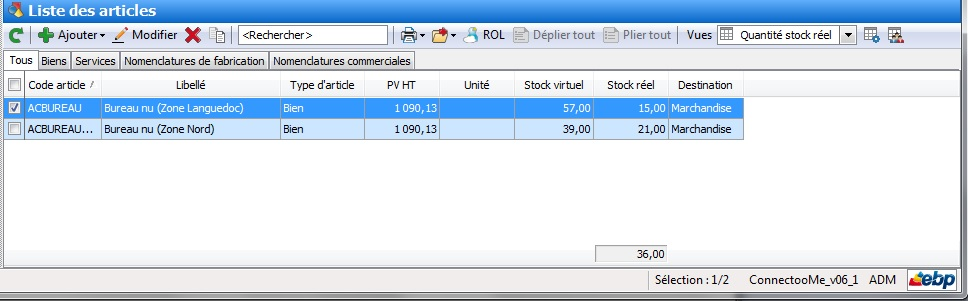 Liste des articles
Ajouter Modifier <Rechercher> ROL Déplier tout Plier tout Vues Quantité stock réel
Tous Biens Services Nomenclatures de fabrication Nomenclatures commerciales
Code article Libellé Type d'article PV HT Unité Stock virtuel Stock réel Destination
ACBUREAU Bureau nu (Zone Languedoc) Bien 1 090,13 57,00 15,00 Marchandise
ACBUREAU... Bureau nu (Zone Nord) Bien 1 090,13 39,00 21,00 Marchandise
36,00
Sélection : 1/2 ConnectooMe_v06_1 ADM ebp